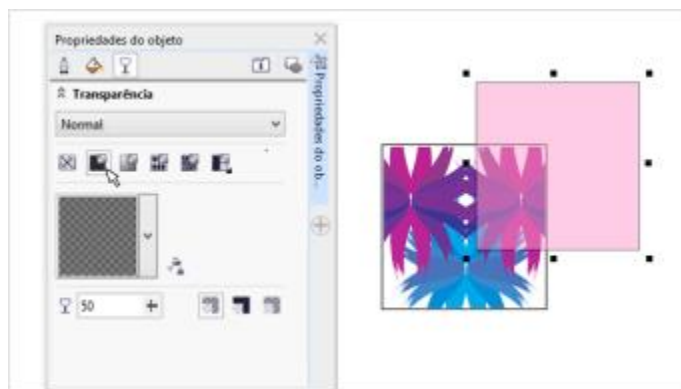 Propriedades do objeto
Transparência
Normal
50
Propriedades do ob...